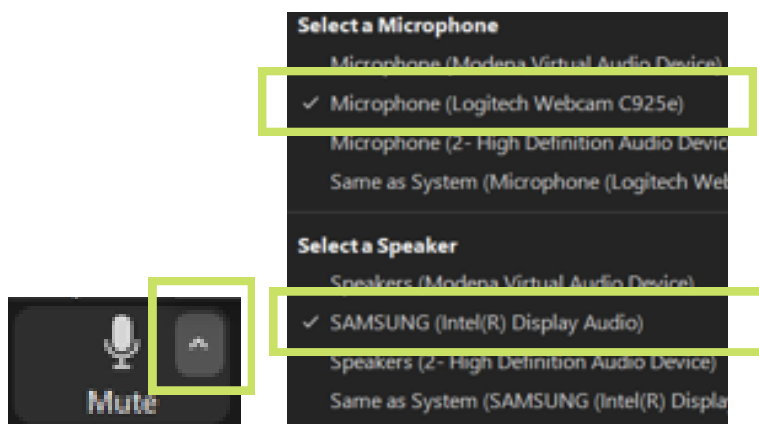 Select a Microphone
Microphone (Modena Virtual Audio Device)
✓ Microphone (Logitech Webcam C925e)
Microphone (2- High Definition Audio Devic
Same as System (Microphone (Logitech Web
Select a Speaker
Speakers (Modena Virtual Audio Device)
✓ SAMSUNG (Intel(R) Display Audio)
Speakers (2- High Definition Audio Device)
Same as System (SAMSUNG (Intel(R) Displa
Mute